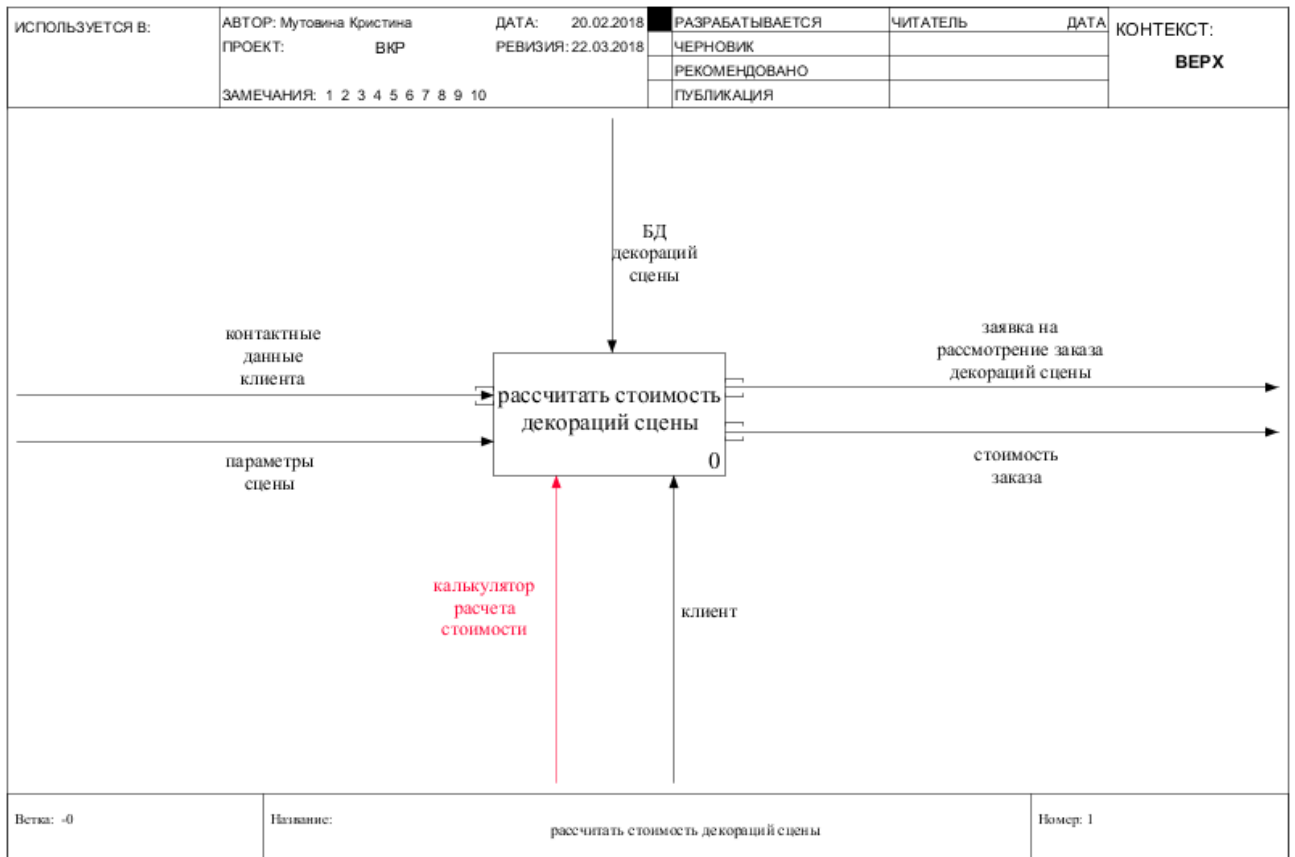 ИСПОЛЬЗУЕТСЯ В:
АВТОР: Мутовина Кристина
ДАТА: 20.02.2018
ПРОЕКТ: ВКР
РЕВИЗИЯ: 22.03.2018
ЗАМЕЧАНИЯ: 1 2 3 4 5 6 7 8 9 10
РАЗРАБАТЫВАЕТСЯ
ЧЕРНОВИК
РЕКОМЕНДОВАНО
ПУБЛИКАЦИЯ
ЧИТАТЕЛЬ ДАТА
КОНТЕКСТ:
ВЕРХ
БД
декораций
сцены
контактные
данные
клиента
параметры
сцены
рассчитать стоимость
декораций сцены
0
заявка на
рассмотрение заказа
декораций сцены
стоимость
заказа
калькулятор
расчета
стоимости
клиент
Ветка: -0
Название:
рассчитать стоимость декораций сцены
Номер: 1